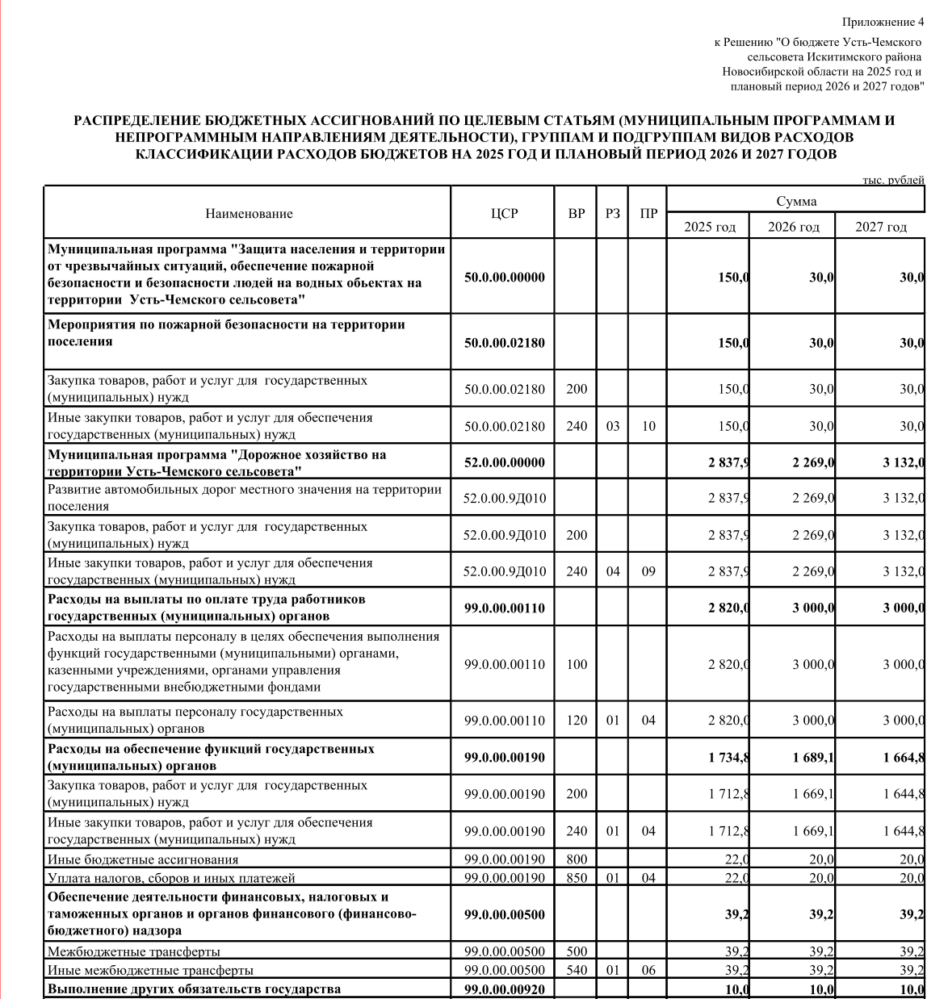 Приложение 4
к Решению "О бюджете Усть-Чемского
сельсовета Искитимского района
Новосибирской области на 2025 год и
плановый период 2026 и 2027 годов"
РАСПРЕДЕЛЕНИЕ БЮДЖЕТНЫХ АССИГНОВАНИЙ ПО ЦЕЛЕВЫМ СТАТЬЯМ (МУНИЦИПАЛЬНЫМ ПРОГРАММАМ И
НЕПРОГРАММНЫМ НАПРАВЛЕНИЯМ ДЕЯТЕЛЬНОСТИ), ГРУППАМ И ПОДГРУППАМ ВИДОВ РАСХОДОВ
КЛАССИФИКАЦИИ РАСХОДОВ БЮДЖЕТОВ НА 2025 ГОД И ПЛАНОВЫЙ ПЕРИОД 2026 И 2027 ГОДОВ
тыс. рублей
Наименование ЦСР ВР РЗ ПР Сумма
2025 год 2026 год 2027 год
Муниципальная программа "Защита населения и территории
от чрезвычайных ситуаций, обеспечение пожарной
безопасности и безопасности людей на водных обьектах на
территории Усть-Чемского сельсовета"
50.0.00.00000 150,0 30,0 30,0
Мероприятия по пожарной безопасности на территории
поселения
50.0.00.02180 150,0 30,0 30,0
Закупка товаров, работ и услуг для государственных
(муниципальных) нужд
50.0.00.02180 200 150,0 30,0 30,0
Иные закупки товаров, работ и услуг для обеспечения
государственных (муниципальных) нужд
50.0.00.02180 240 03 10 150,0 30,0 30,0
Муниципальная программа "Дорожное хозяйство на
территории Усть-Чемского сельсовета"
52.0.00.00000 2 837,9 2 269,0 3 132,0
Развитие автомобильных дорог местного значения на территории
поселения
52.0.00.9Д010 2 837,9 2 269,0 3 132,0
Закупка товаров, работ и услуг для государственных
(муниципальных) нужд
52.0.00.9Д010 200 2 837,9 2 269,0 3 132,0
Иные закупки товаров, работ и услуг для обеспечения
государственных (муниципальных) нужд
52.0.00.9Д010 240 04 09 2 837,9 2 269,0 3 132,0
Расходы на выплаты по оплате труда работников
государственных (муниципальных) органов
99.0.00.00110 2 820,0 3 000,0 3 000,0
Расходы на выплаты персоналу в целях обеспечения выполнения
функций государственными (муниципальными) органами,
казенными учреждениями, органами управления
государственными внебюджетными фондами
99.0.00.00110 100 2 820,0 3 000,0 3 000,0
Расходы на выплаты персоналу государственных
(муниципальных) органов
99.0.00.00110 120 01 04 2 820,0 3 000,0 3 000,0
Расходы на обеспечение функций государственных
(муниципальных) органов
99.0.00.00190 1 734,8 1 689,1 1 664,8
Закупка товаров, работ и услуг для государственных
(муниципальных) нужд
99.0.00.00190 200 1 712,8 1 669,1 1 644,8
Иные закупки товаров, работ и услуг для обеспечения
государственных (муниципальных) нужд
99.0.00.00190 240 01 04 1 712,8 1 669,1 1 644,8
Иные бюджетные ассигнования 99.0.00.00190 800 22,0 20,0 20,0
Уплата налогов, сборов и иных платежей 99.0.00.00190 850 01 04 22,0 20,0 20,0
Обеспечение деятельности финансовых, налоговых и
таможенных органов и органов финансового (финансово-
бюджетного) надзора
99.0.00.00500 39,2 39,2 39,2
Межбюджетные трансферты 99.0.00.00500 500 39,2 39,2 39,2
Иные межбюджетные трансферты 99.0.00.00500 540 01 06 39,2 39,2 39,2
Выполнение других обязательств государства 99.0.00.00920 10,0 10,0 10,0